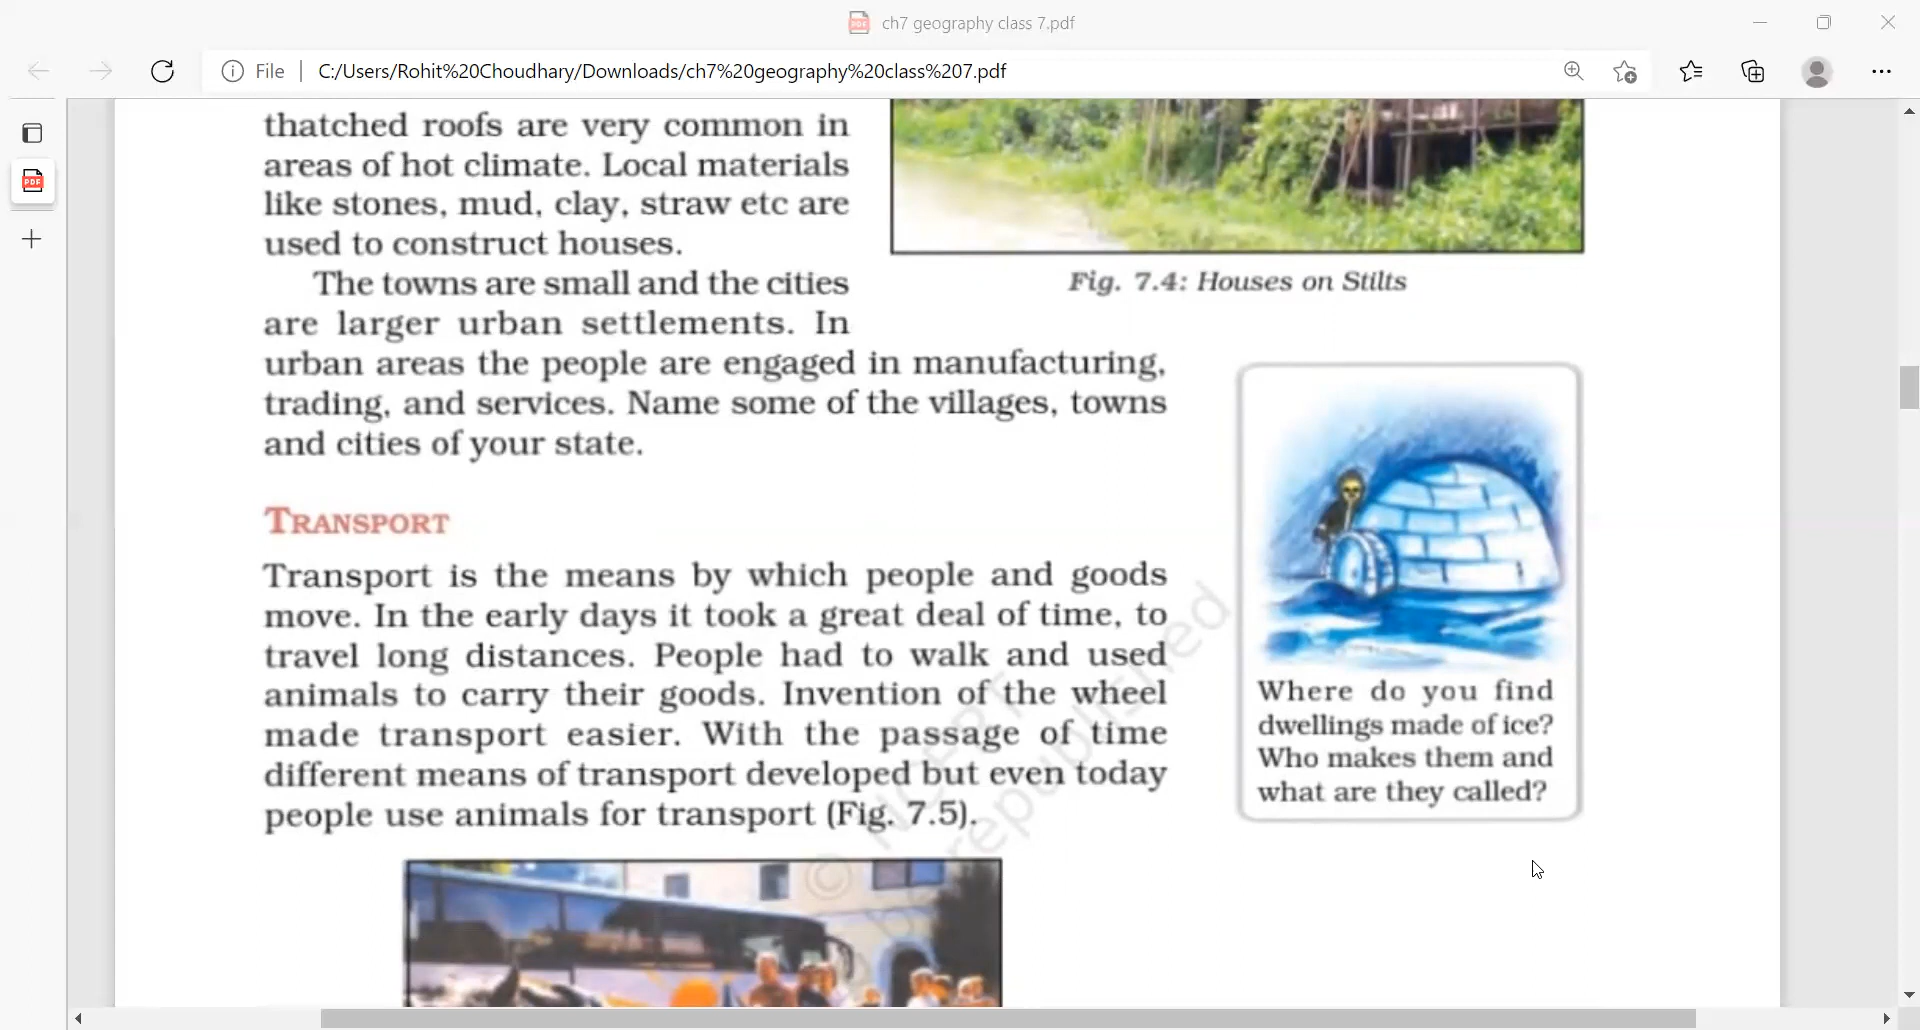 ch7 geography class 7.pdf
File
C:/Users/Rohit%20Choudhary/Downloads/ch7%20geography%20class%207.pdf
thatched roofs are very common in
areas of hot climate. Local materials
like stones, mud, clay, straw etc are
used to construct houses.
The towns are small and the cities
are larger urban settlements. In
urban areas the people are engaged in manufacturing,
trading, and services. Name some of the villages, towns
and cities of your state.
Fig. 7.4: Houses on Stilts
TRANSPORT
Transport is the means by which people and goods
move. In the early days it took a great deal of time, to
travel long distances. People had to walk and used
animals to carry their goods. Invention of the wheel
made transport easier. With the passage of time
different means of transport developed but even today
people use animals for transport (Fig. 7.5).
Where do you find
dwellings made of ice?
Who makes them and
what are they called?
© NCERT
be republished
PDF
PDF